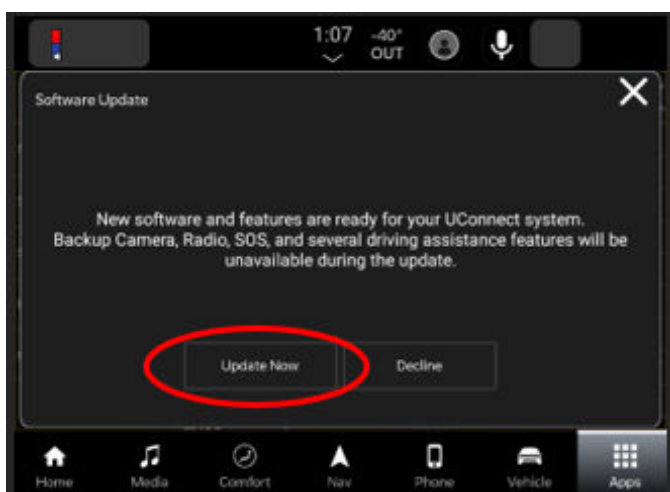 1:07
-40°
OUT
Software Update
New software and features are ready for your UConnect system.
Backup Camera, Radio, SOS, and several driving assistance features will be
unavailable during the update.
Update Now
Decline
Home
Media
Comfort
Nav
Phone
Vehicle
Apps